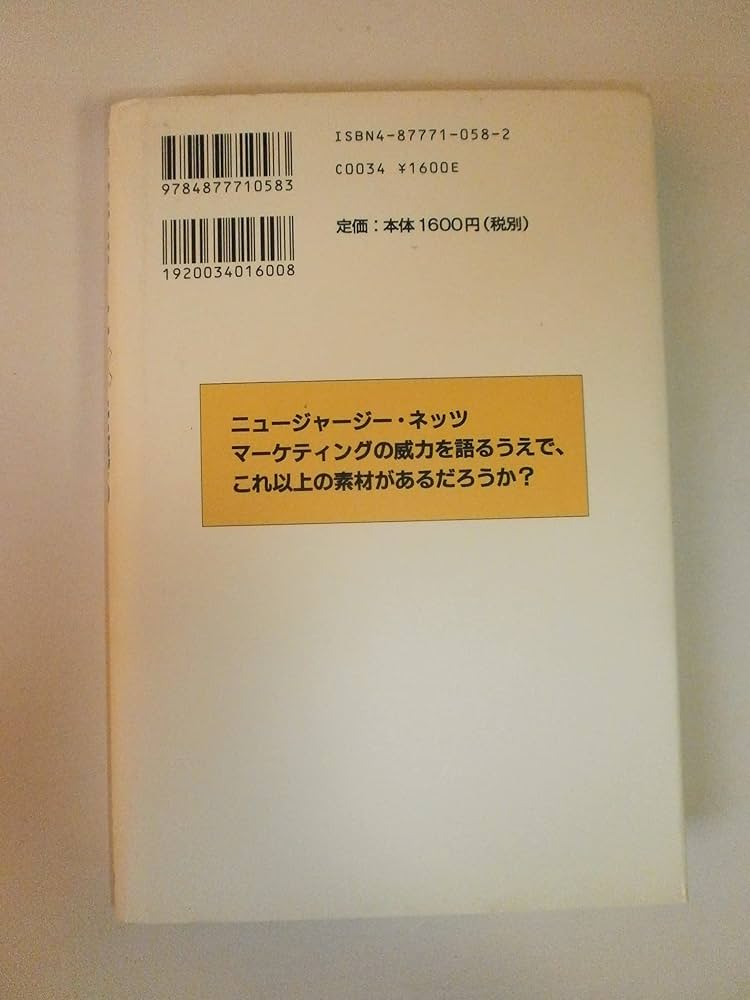 ISBN4-87771-058-2
9784877710583
C0034 ¥1600E
1920034016008
定価：本体1600円（税別）
ニュージャージー・ネッツ
マーケティングの威力を語るうえで、
これ以上の素材があるだろうか？